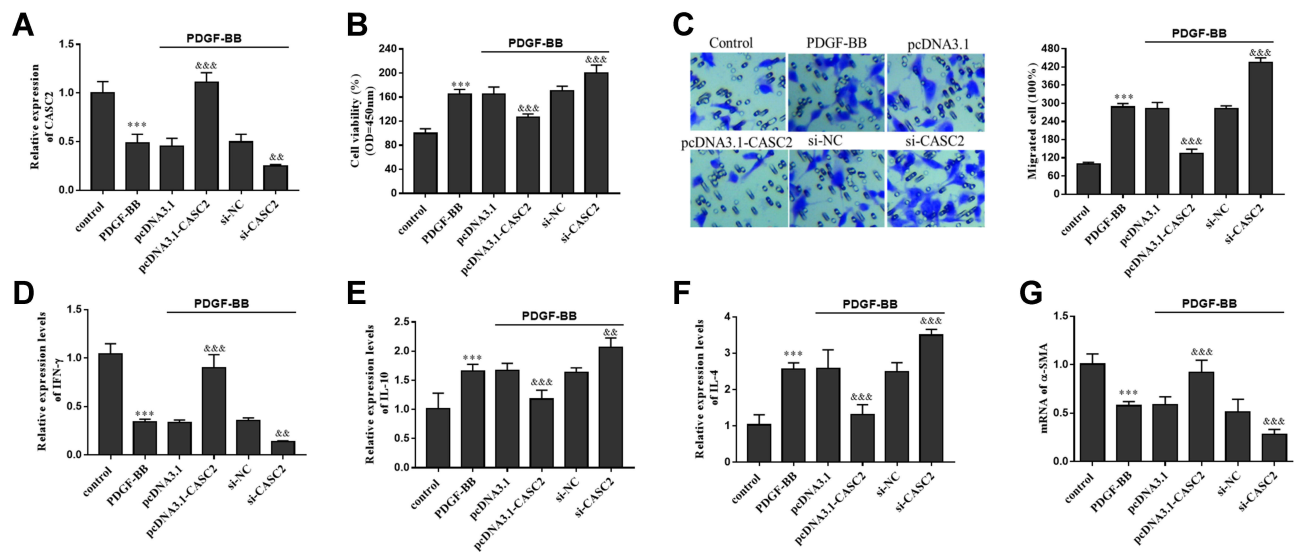 A
PDGF-BB
Relative expression
of CASC2
1.5
1.0
0.5
0.0
***
&&&
&&
control
PDGF-BB
pcDNA3.1
pcDNA3.1-CASC2
si-NC
si-CASC2
B
PDGF-BB
Cell viability (%)
(OD=450nm)
240
200
160
120
80
40
0
***
&&&
&&&
control
PDGF-BB
pcDNA3.1
pcDNA3.1-CASC2
si-NC
si-CASC2
C
Control
PDGF-BB
pcDNA3.1
pcDNA3.1-CASC2
si-NC
si-CASC2
PDGF-BB
Migrated cell (100%)
480
420
360
300
240
180
120
60
0
***
&&&
&&&
control
PDGF-BB
pcDNA3.1
pcDNA3.1-CASC2
si-NC
si-CASC2
D
PDGF-BB
Relative expression levels
of IFN-γ
1.5
1.0
0.5
0.0
***
&&&
&&
control
PDGF-BB
pcDNA3.1
pcDNA3.1-CASC2
si-NC
si-CASC2
E
PDGF-BB
Relative expression levels
of IL-10
2.5
2.0
1.5
1.0
0.5
0.0
***
&&&
&&
control
PDGF-BB
pcDNA3.1
pcDNA3.1-CASC2
si-NC
si-CASC2
F
PDGF-BB
Relative expression levels
of IL-4
4
3
2
1
0
***
&&&
&&&
control
PDGF-BB
pcDNA3.1
pcDNA3.1-CASC2
si-NC
si-CASC2
G
PDGF-BB
mRNA of α-SMA
1.5
1.0
0.5
0.0
***
&&&
&&&
control
PDGF-BB
pcDNA3.1
pcDNA3.1-CASC2
si-NC
si-CASC2